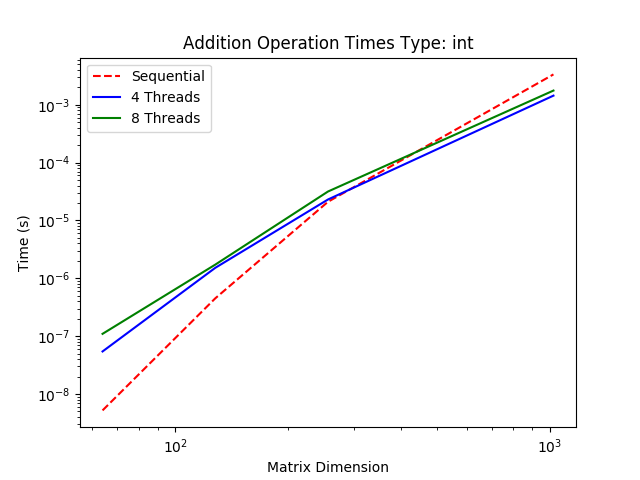 Addition Operation Times Type: int
Sequential
4 Threads
8 Threads
Time (s)
10⁻³
10⁻⁴
10⁻⁵
10⁻⁶
10⁻⁷
10⁻⁸
10² 10³
Matrix Dimension